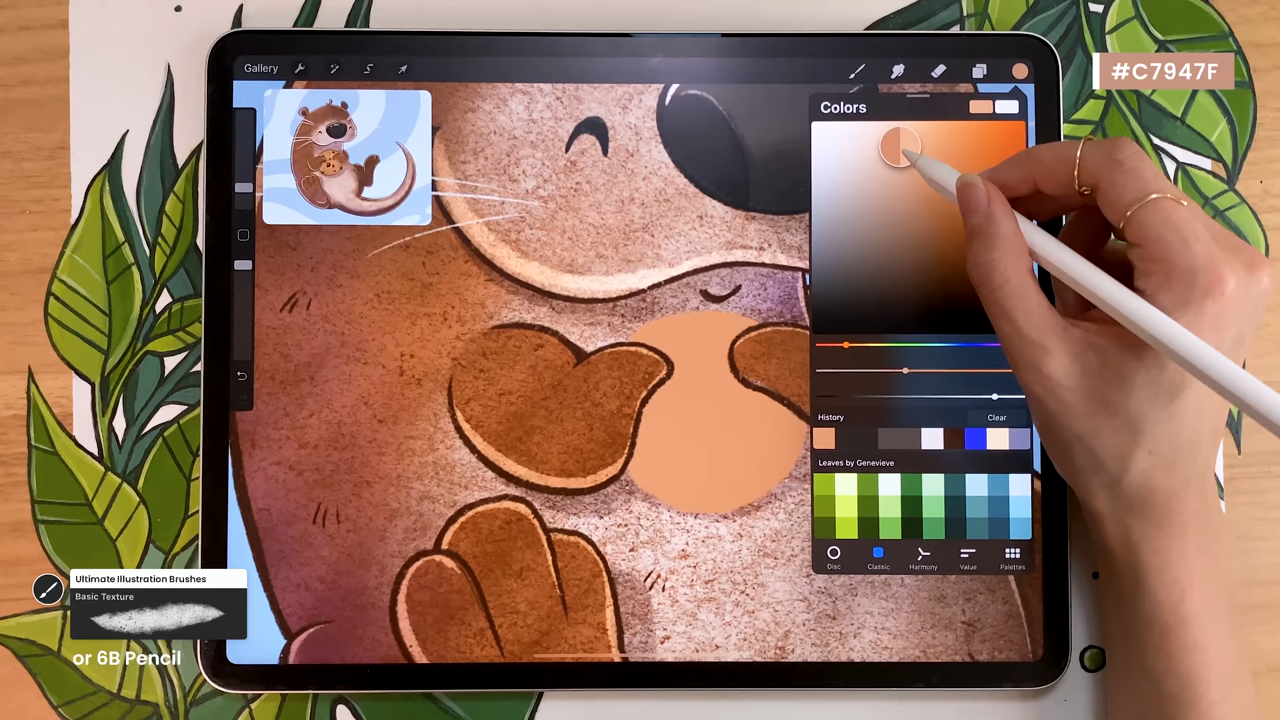 Gallery
#C7947F
Colors
History
Clear
Leaves by Genevieve
Disc
Classic
Harmony
Value
Palettes
Ultimate Illustration Brushes
Basic Texture
or 6B Pencil